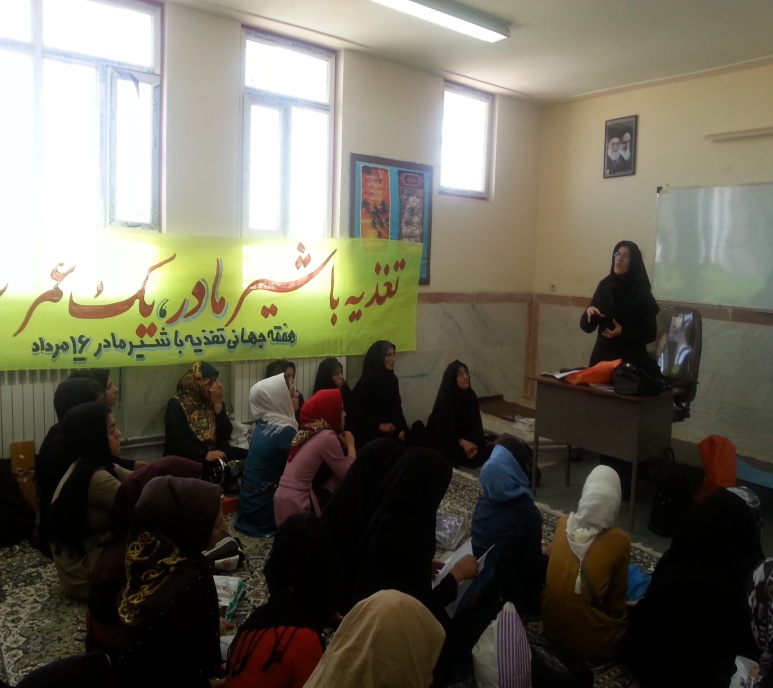 تغذیه با شیر مادر، یک عمر
هفته جهانی تغذیه با شیر مادر ۱۶ مرداد